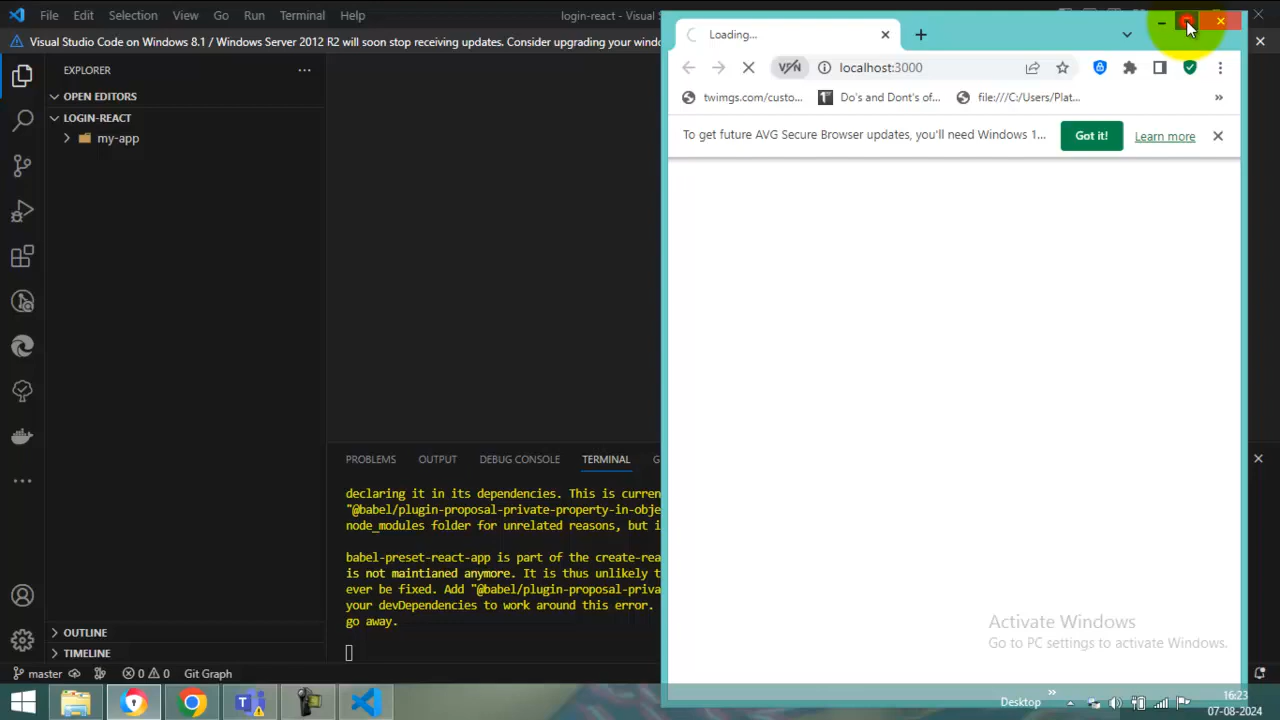 File Edit Selection View Go Run Terminal Help login-react - Visual
Visual Studio Code on Windows 8.1 / Windows Server 2012 R2 will soon stop receiving updates. Consider upgrading your windo
EXPLORER
OPEN EDITORS
LOGIN-REACT
my-app
Loading...
VPN localhost:3000
twimgs.com/custo... Do's and Dont's of... file:///C:/Users/Plat... »
To get future AVG Secure Browser updates, you'll need Windows 1... Got it! Learn more
PROBLEMS OUTPUT DEBUG CONSOLE TERMINAL G
declaring it in its dependencies. This is curren
"@babel/plugin-proposal-private-property-in-obje
node_modules folder for unrelated reasons, but i
babel-preset-react-app is part of the create-rea
is not maintianed anymore. It is thus unlikely t
ever be fixed. Add "@babel/plugin-proposal-priva
your devDependencies to work around this error.
go away.
OUTLINE
TIMELINE
master 0 0 Git Graph
Activate Windows
Go to PC settings to activate Windows.
Desktop »
16:23
07-08-2024